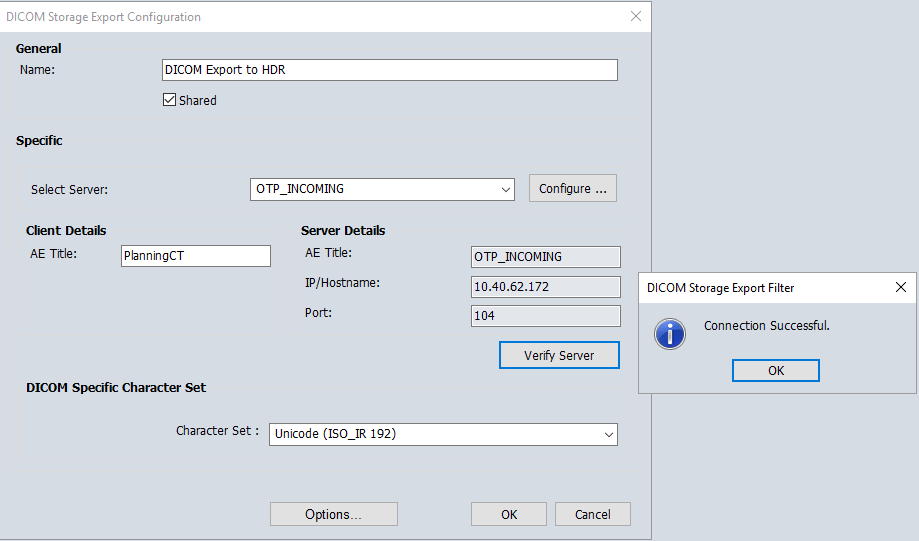 DICOM Storage Export Configuration
General
Name: DICOM Export to HDR
Shared
Specific
Select Server: OTP_INCOMING Configure ...
Client Details Server Details
AE Title: PlanningCT AE Title: OTP_INCOMING
IP/Hostname: 10.40.62.172
Port: 104
Verify Server
DICOM Specific Character Set
Character Set : Unicode (ISO_IR 192)
Options... OK Cancel
DICOM Storage Export Filter
Connection Successful.
OK